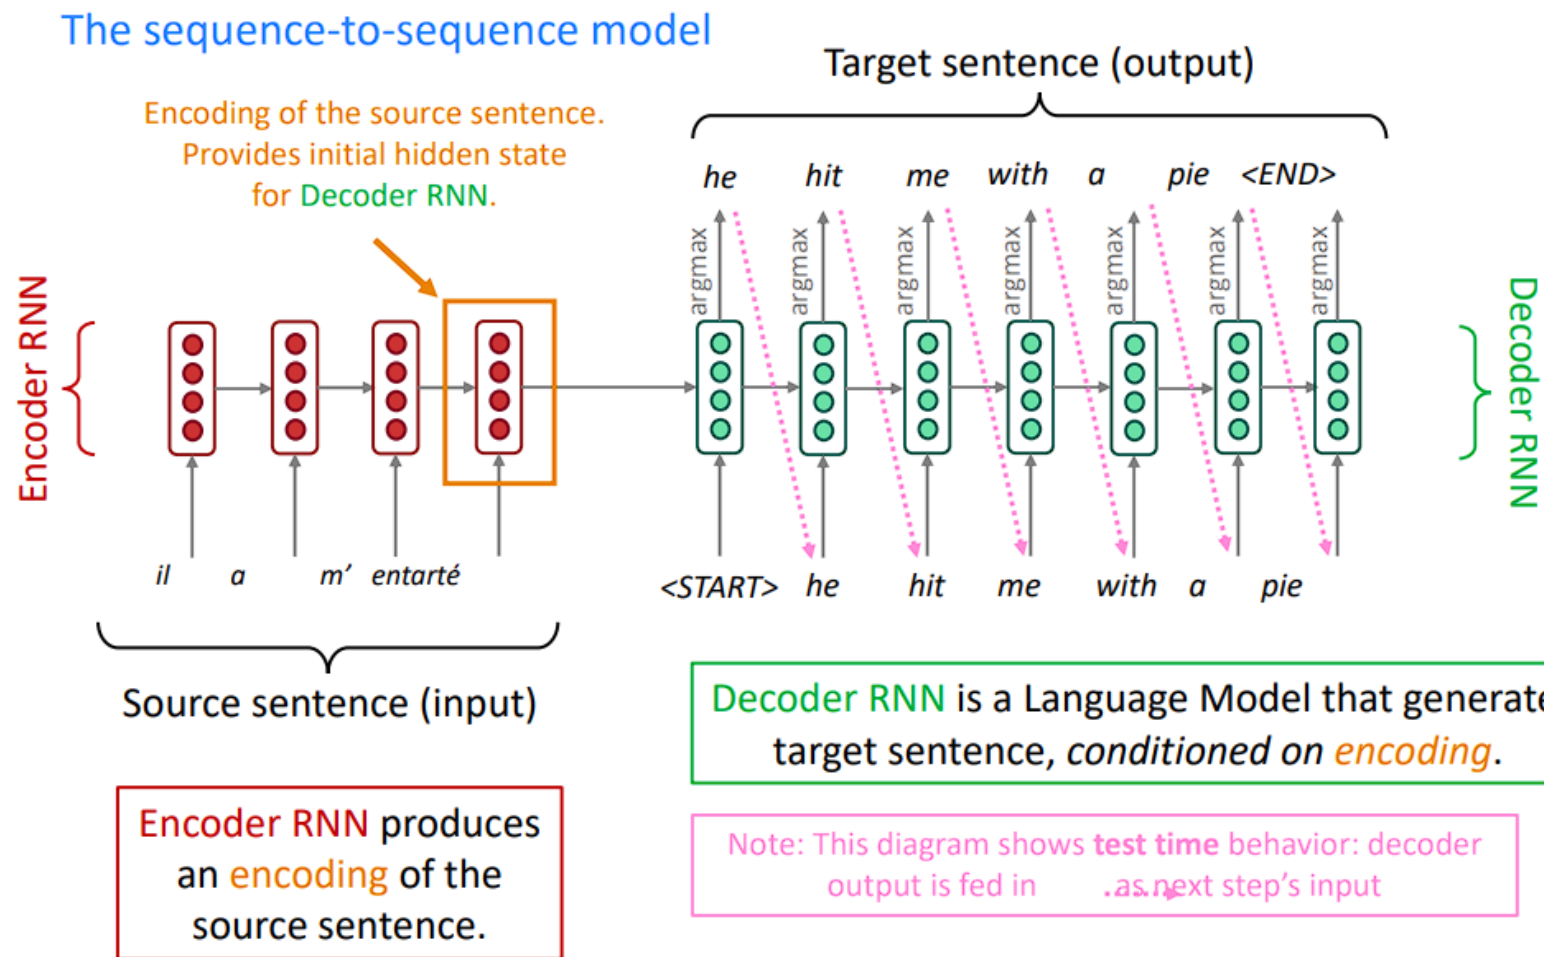 The sequence-to-sequence model
Target sentence (output)
Encoding of the source sentence.
Provides initial hidden state
for Decoder RNN.
he hit me with a pie <END>
argmax argmax argmax argmax argmax argmax argmax
Encoder RNN
Decoder RNN
il a m’ entarté
<START> he hit me with a pie
Source sentence (input)
Decoder RNN is a Language Model that generate
target sentence, conditioned on encoding.
Encoder RNN produces
an encoding of the
source sentence.
Note: This diagram shows test time behavior: decoder
output is fed in as next step’s input